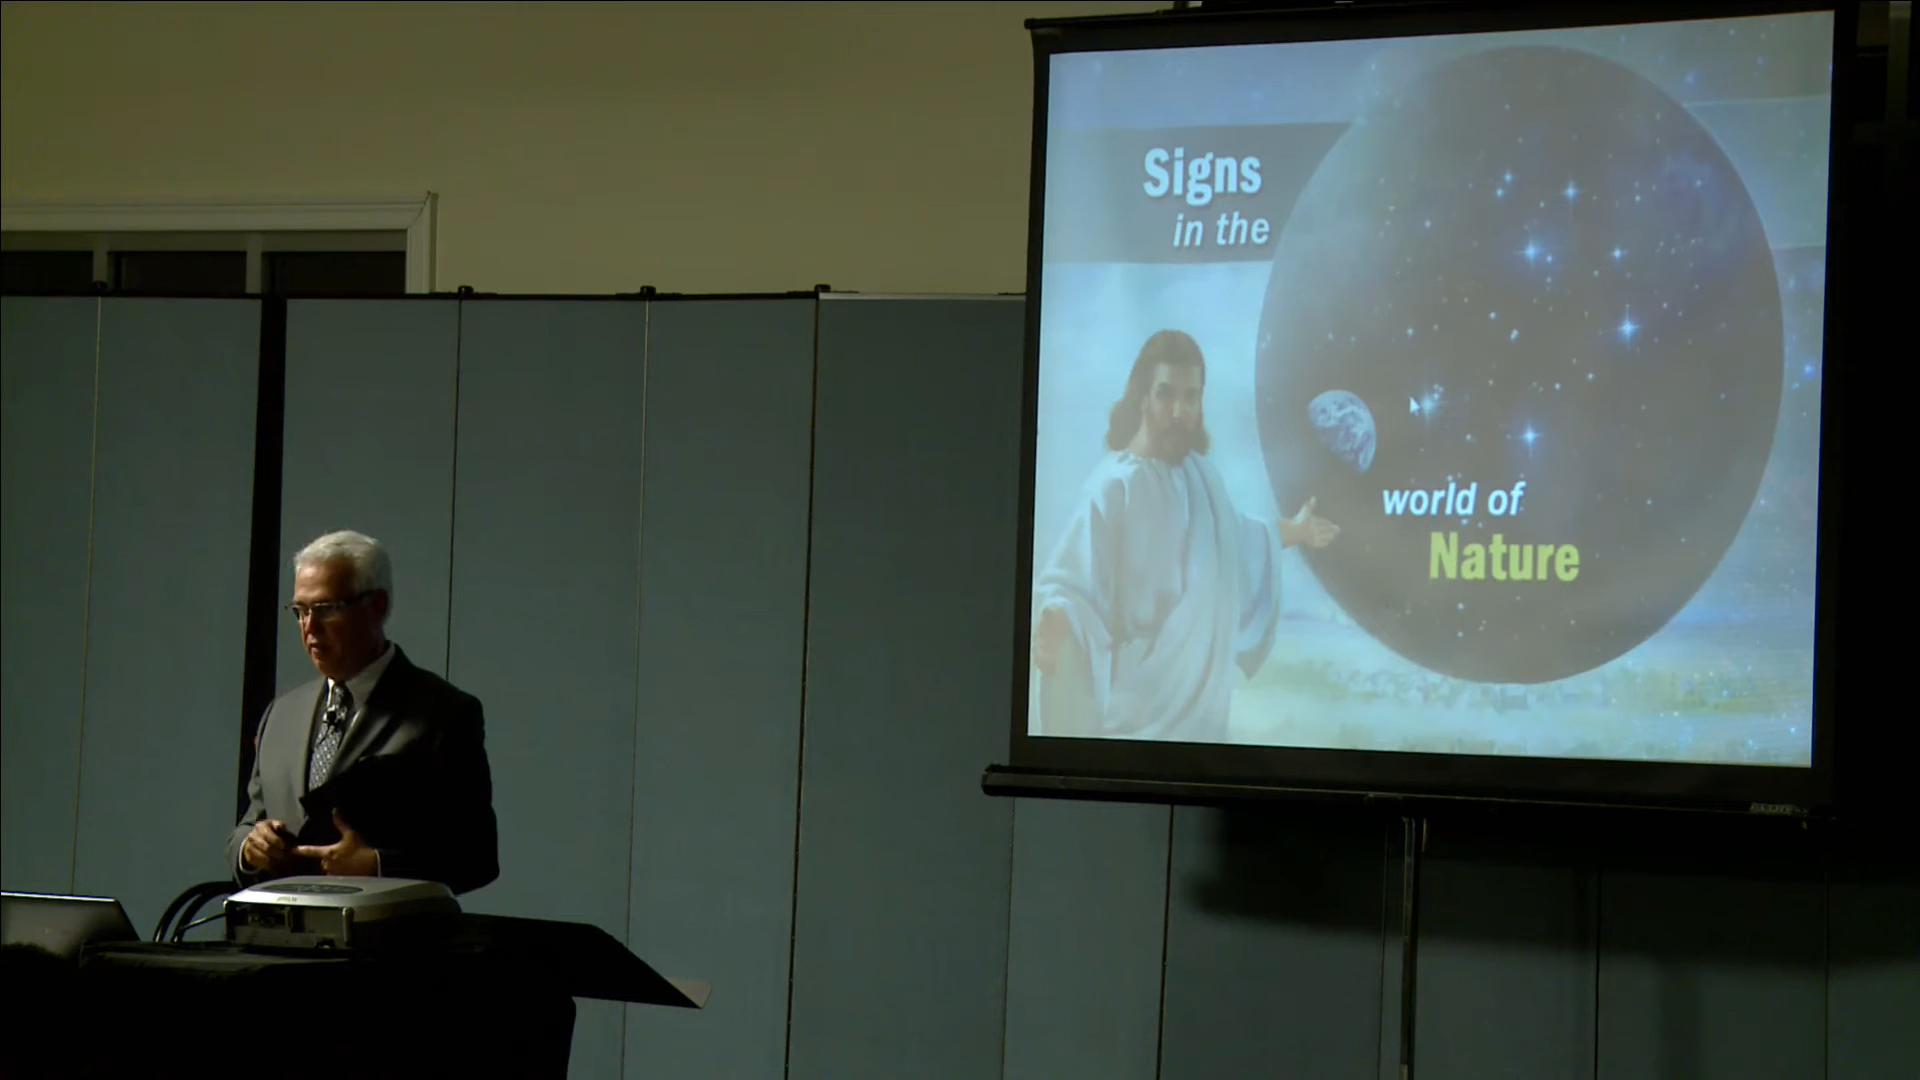 Signs
in the
world of
Nature